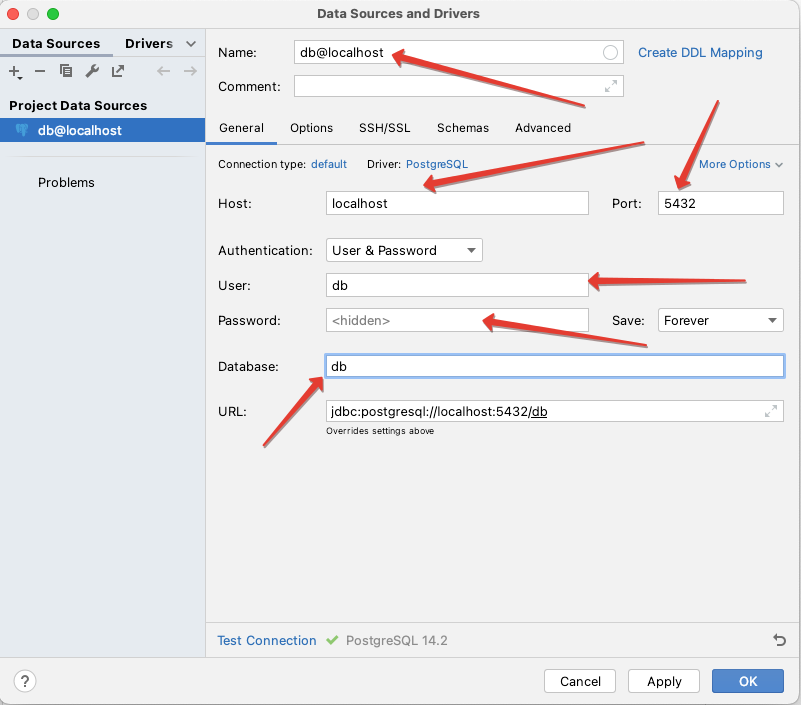 Data Sources and Drivers
Data Sources Drivers
Project Data Sources
db@localhost
Problems
Name: db@localhost Create DDL Mapping
Comment:
General Options SSH/SSL Schemas Advanced
Connection type: default Driver: PostgreSQL More Options
Host: localhost Port: 5432
Authentication: User & Password
User: db
Password: <hidden> Save: Forever
Database: db
URL: jdbc:postgresql://localhost:5432/db
Overrides settings above
Test Connection PostgreSQL 14.2
? Cancel Apply OK